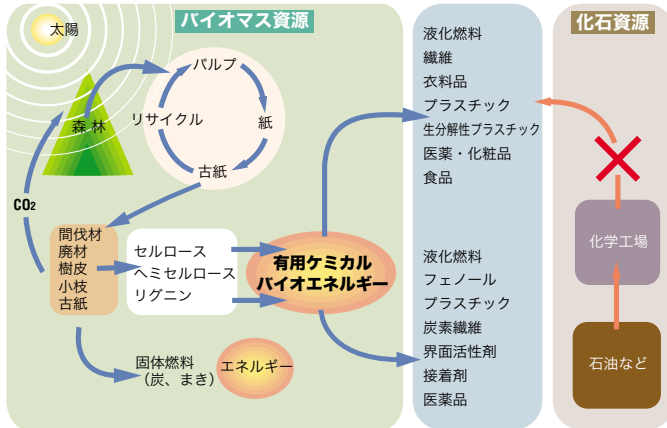 バイオマス資源
太陽
森林
パルプ
リサイクル
紙
古紙
CO2
間伐材
廃材
樹皮
小枝
古紙
セルロース
ヘミセルロース
リグニン
有用ケミカル
バイオエネルギー
固体燃料
（炭、まき）
エネルギー
液化燃料
繊維
衣料品
プラスチック
生分解性プラスチック
医薬・化粧品
食品
液化燃料
フェノール
プラスチック
炭素繊維
界面活性剤
接着剤
医薬品
化石資源
化学工場
石油など